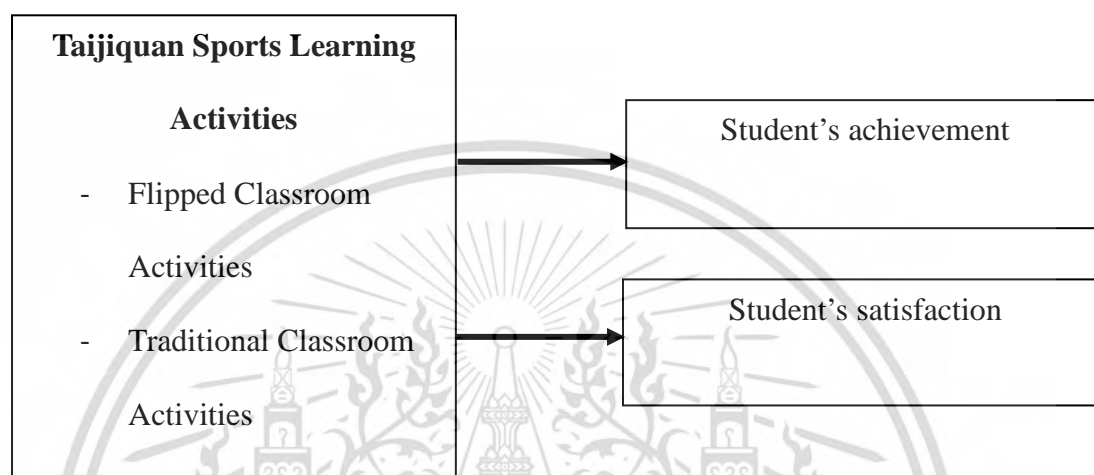 Taijiquan Sports Learning
Activities
- Flipped Classroom
Activities
- Traditional Classroom
Activities
Student’s achievement
Student’s satisfaction